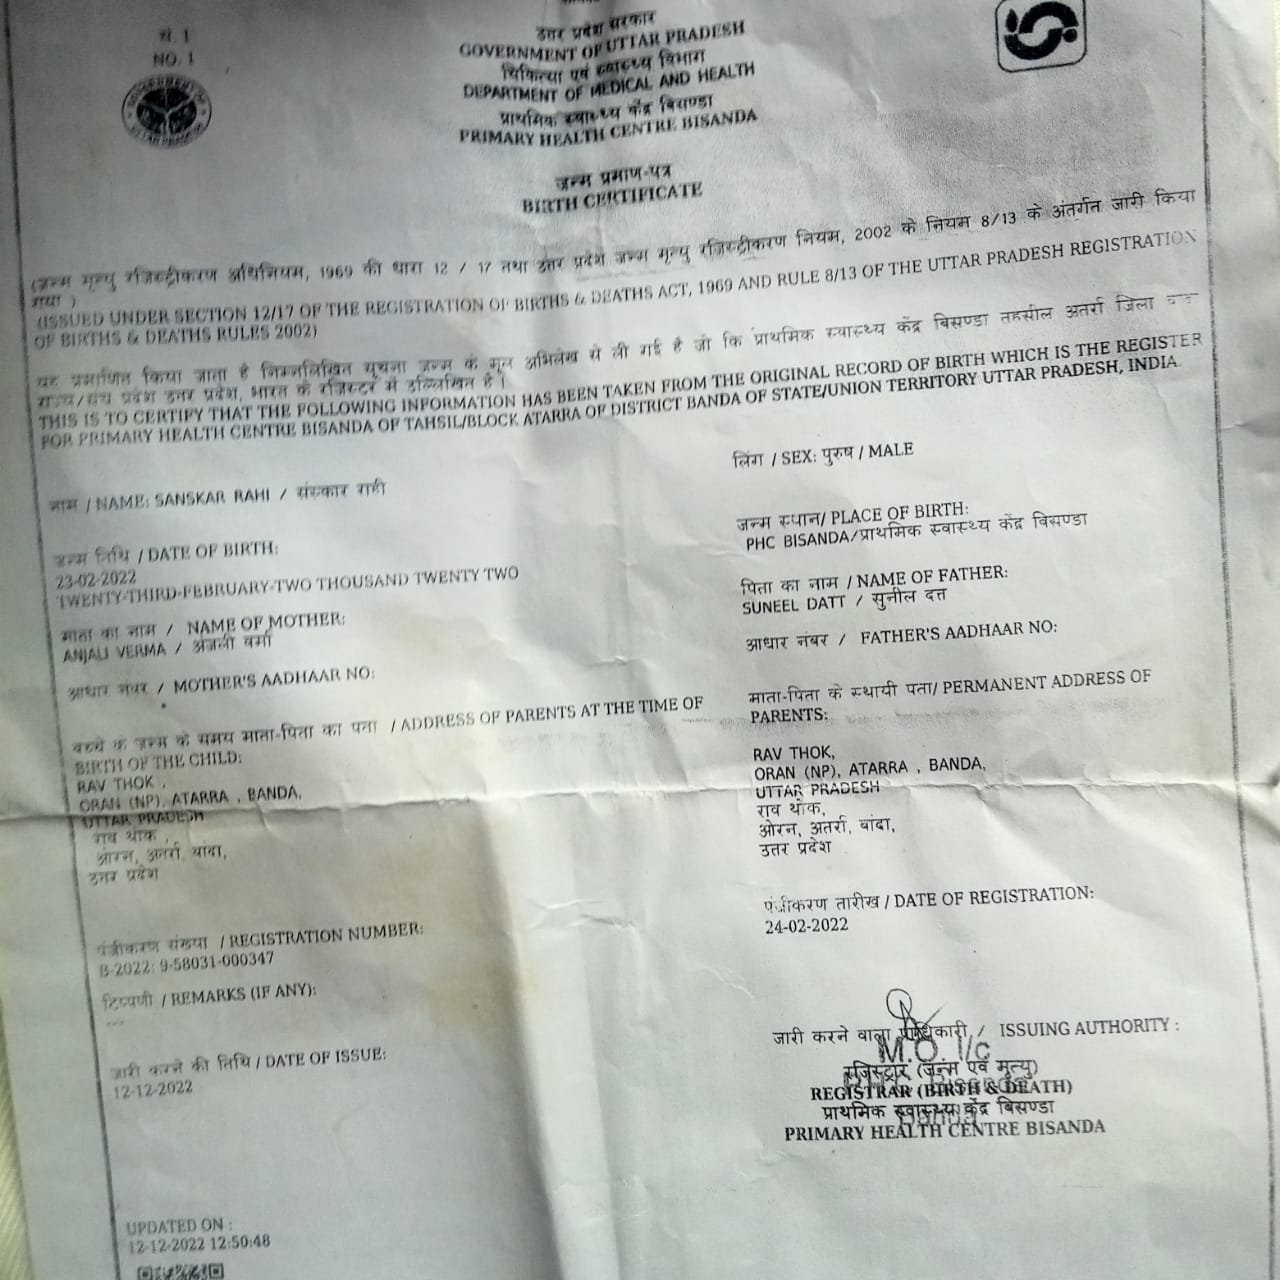 सं. 1
NO. 1
उत्तर प्रदेश सरकार
GOVERNMENT OF UTTAR PRADESH
चिकित्सा एवं स्वास्थ्य विभाग
DEPARTMENT OF MEDICAL AND HEALTH
प्राथमिक स्वास्थ्य केंद्र बिसण्डा
PRIMARY HEALTH CENTRE BISANDA
जन्म प्रमाण-पत्र
BIRTH CERTIFICATE
(जन्म मृत्यु रजिस्ट्रीकरण अधिनियम, 1969 की धारा 12 / 17 तथा उत्तर प्रदेश जन्म मृत्यु रजिस्ट्रीकरण नियम, 2002 के नियम 8/13 के अंतर्गत जारी किया
गया )
(ISSUED UNDER SECTION 12/17 OF THE REGISTRATION OF BIRTHS & DEATHS ACT, 1969 AND RULE 8/13 OF THE UTTAR PRADESH REGISTRATION
OF BIRTHS & DEATHS RULES 2002)
यह प्रमाणित किया जाता है निम्नलिखित सूचना जन्म के मूल अभिलेख से ली गई है जो कि प्राथमिक स्वास्थ्य केंद्र बिसण्डा तहसील अतर्रा जिला
राज्य/संघ प्रदेश उत्तर प्रदेश, भारत के रजिस्टर में उल्लिखित है।
THIS IS TO CERTIFY THAT THE FOLLOWING INFORMATION HAS BEEN TAKEN FROM THE ORIGINAL RECORD OF BIRTH WHICH IS THE REGISTER
FOR PRIMARY HEALTH CENTRE BISANDA OF TAHSIL/BLOCK ATARRA OF DISTRICT BANDA OF STATE/UNION TERRITORY UTTAR PRADESH, INDIA.
नाम / NAME: SANSKAR RAHI / संस्कार राही
लिंग / SEX: पुरुष / MALE
जन्म तिथि / DATE OF BIRTH:
23-02-2022
TWENTY-THIRD-FEBRUARY-TWO THOUSAND TWENTY TWO
जन्म स्थान/ PLACE OF BIRTH:
PHC BISANDA/प्राथमिक स्वास्थ्य केंद्र बिसण्डा
माता का नाम / NAME OF MOTHER:
ANJALI VERMA / अंजली वर्मा
पिता का नाम / NAME OF FATHER:
SUNEEL DATT / सुनील दत्त
आधार नंबर / MOTHER'S AADHAAR NO:
आधार नंबर / FATHER'S AADHAAR NO:
बच्चे के जन्म के समय माता-पिता का पता / ADDRESS OF PARENTS AT THE TIME OF
BIRTH OF THE CHILD:
RAV THOK ,
ORAN (NP), ATARRA , BANDA,
UTTAR PRADESH
राव थोक ,
ओरन, अतर्रा, बांदा,
उत्तर प्रदेश
माता-पिता के स्थायी पता/ PERMANENT ADDRESS OF
PARENTS:
RAV THOK,
ORAN (NP), ATARRA , BANDA,
UTTAR PRADESH
राव थोक,
ओरन, अतर्रा, बांदा,
उत्तर प्रदेश
पंजीकरण संख्या / REGISTRATION NUMBER:
B-2022: 9-58031-000347
पंजीकरण तारीख / DATE OF REGISTRATION:
24-02-2022
टिप्पणी / REMARKS (IF ANY):
---
जारी करने की तिथि / DATE OF ISSUE:
12-12-2022
जारी करने वाला प्राधिकारी / ISSUING AUTHORITY :
M.O. I/c
रजिस्ट्रार (जन्म एवं मृत्यु)
REGISTRAR (BIRTH & DEATH)
प्राथमिक स्वास्थ्य केंद्र बिसण्डा
PRIMARY HEALTH CENTRE BISANDA
UPDATED ON :
12-12-2022 12:50:48